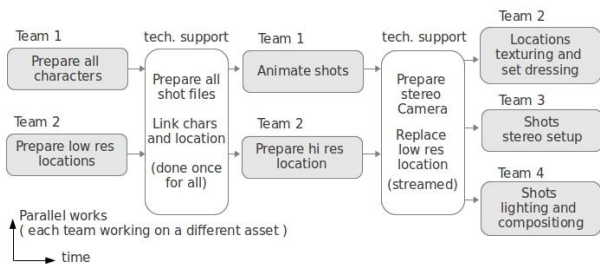 Team 1
Prepare all
characters
Team 2
Prepare low res
locations
tech. support
Prepare all
shot files
Link chars
and location
(done once
for all)
Team 1
Animate shots
Team 2
Prepare hi res
location
tech. support
Prepare
stereo
Camera
Replace
low res
location
(streamed)
Team 2
Locations
texturing and
set dressing
Team 3
Shots
stereo setup
Team 4
Shots
lighting and
compositiong
Parallel works
( each team working on a different asset )
time